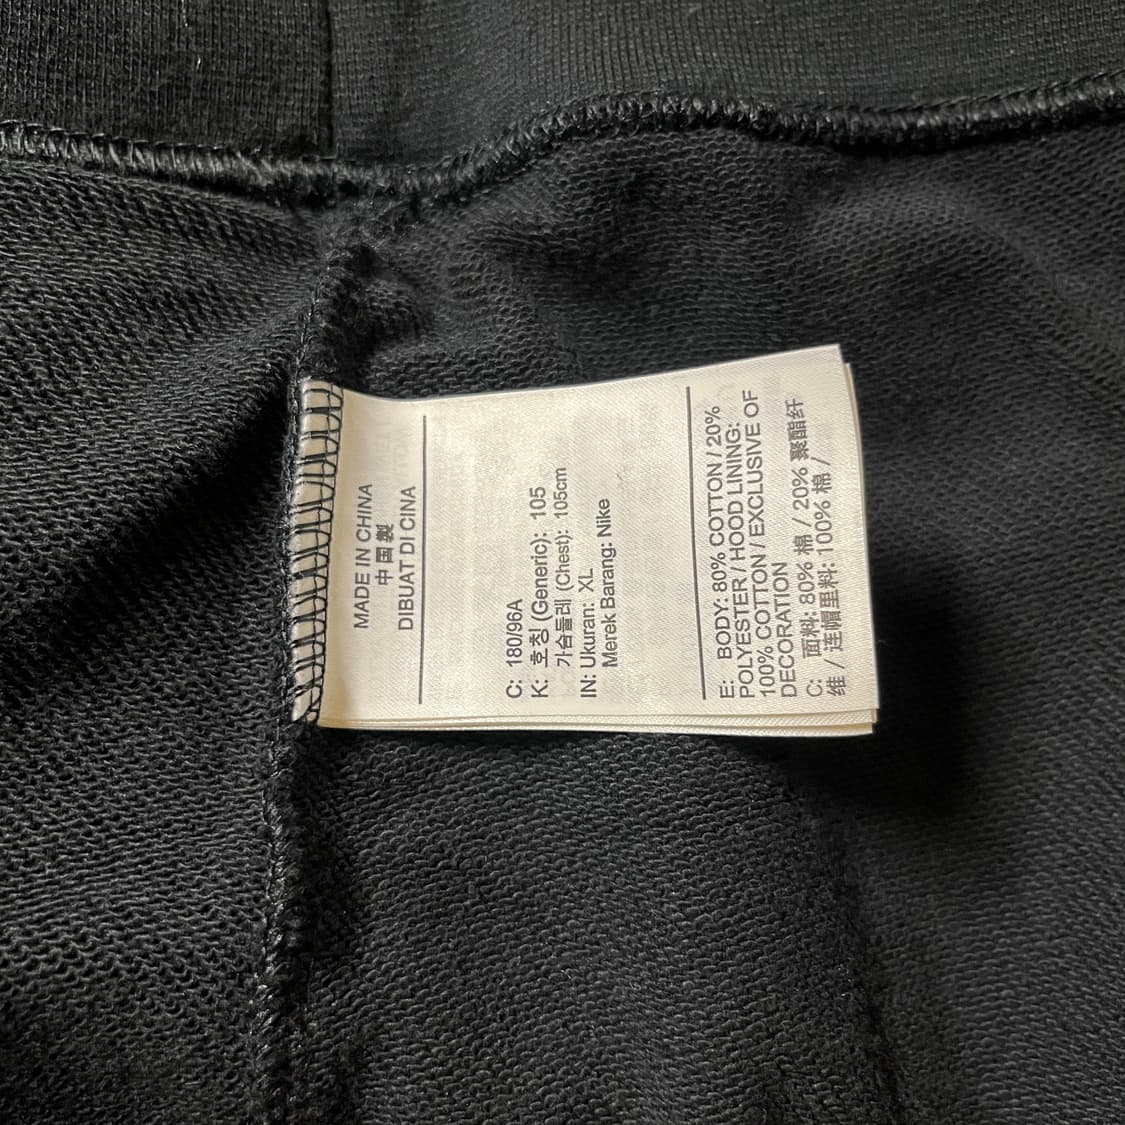 MADE IN CHINA
中国製
DIBUAT DI CINA
C: 180/96A
K: 호칭 (Generic): 105
가슴둘레 (Chest): 105cm
IN: Ukuran: XL
Merek Barang: Nike
E: BODY: 80% COTTON / 20%
POLYESTER / HOOD LINING:
100% COTTON / EXCLUSIVE OF
DECORATION
C: 面料: 80% 棉 / 20% 聚酯纤
维 / 连帽里料: 100% 棉 /